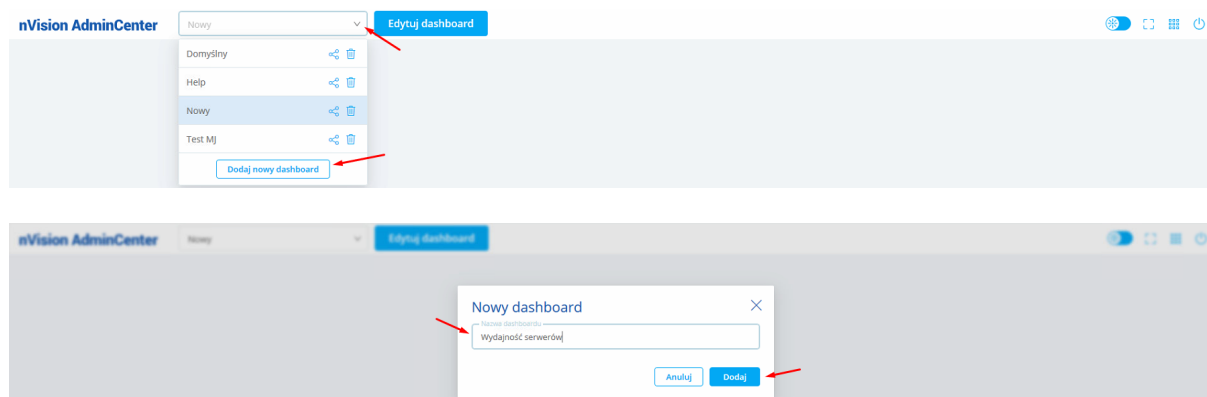 nVision AdminCenter Nowy Edytuj dashboard
Domyślny
Help
Nowy
Test MJ
Dodaj nowy dashboard
nVision AdminCenter Nowy Edytuj dashboard
Nowy dashboard
Nazwa dashboardu
Wydajność serwerów
Anuluj Dodaj